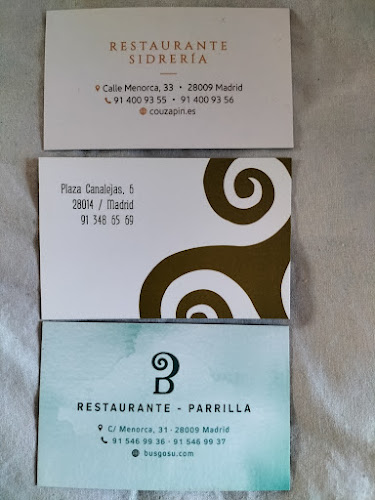 RESTAURANTE
SIDRERÍA
Calle Menorca, 33 • 28009 Madrid
91 400 93 55 • 91 400 93 56
couzapin.es
Plaza Canalejas, 6
28014 / Madrid
91 348 65 69
B
RESTAURANTE - PARRILLA
C/ Menorca, 31 · 28009 Madrid
91 546 99 36 · 91 546 99 37
busgosu.com